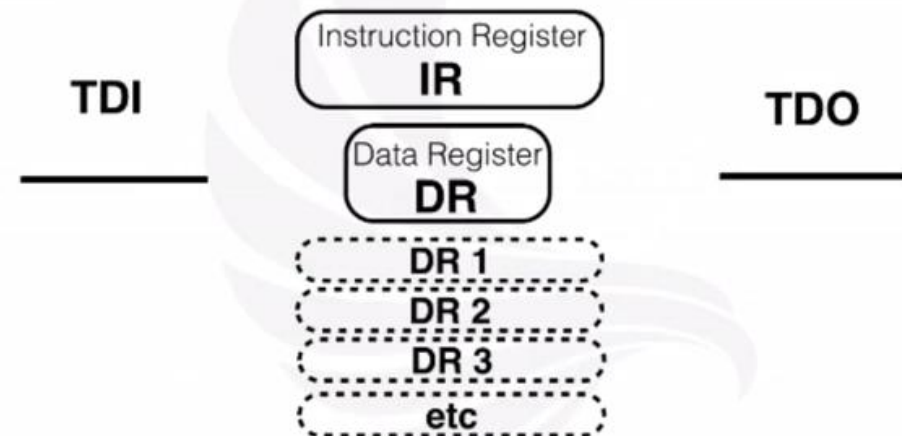 Instruction Register
IR
TDI
TDO
Data Register
DR
DR 1
DR 2
DR 3
etc